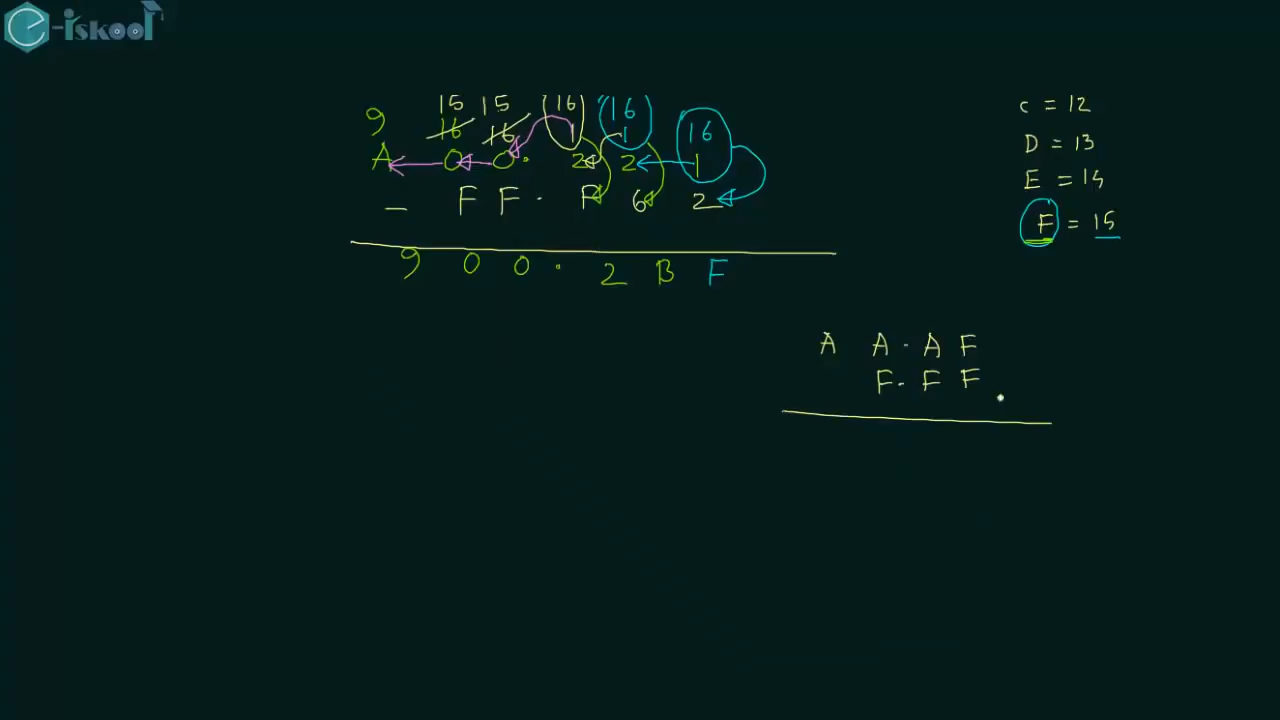 e-iskool
15 15 (16 (16 16
9 16 16 1 1
A 0 0 . 2 2 1
– F F . F 6 2
9 0 0 . 2 B F
C = 12
D = 13
E = 14
F = 15
A A . A F
F . F F